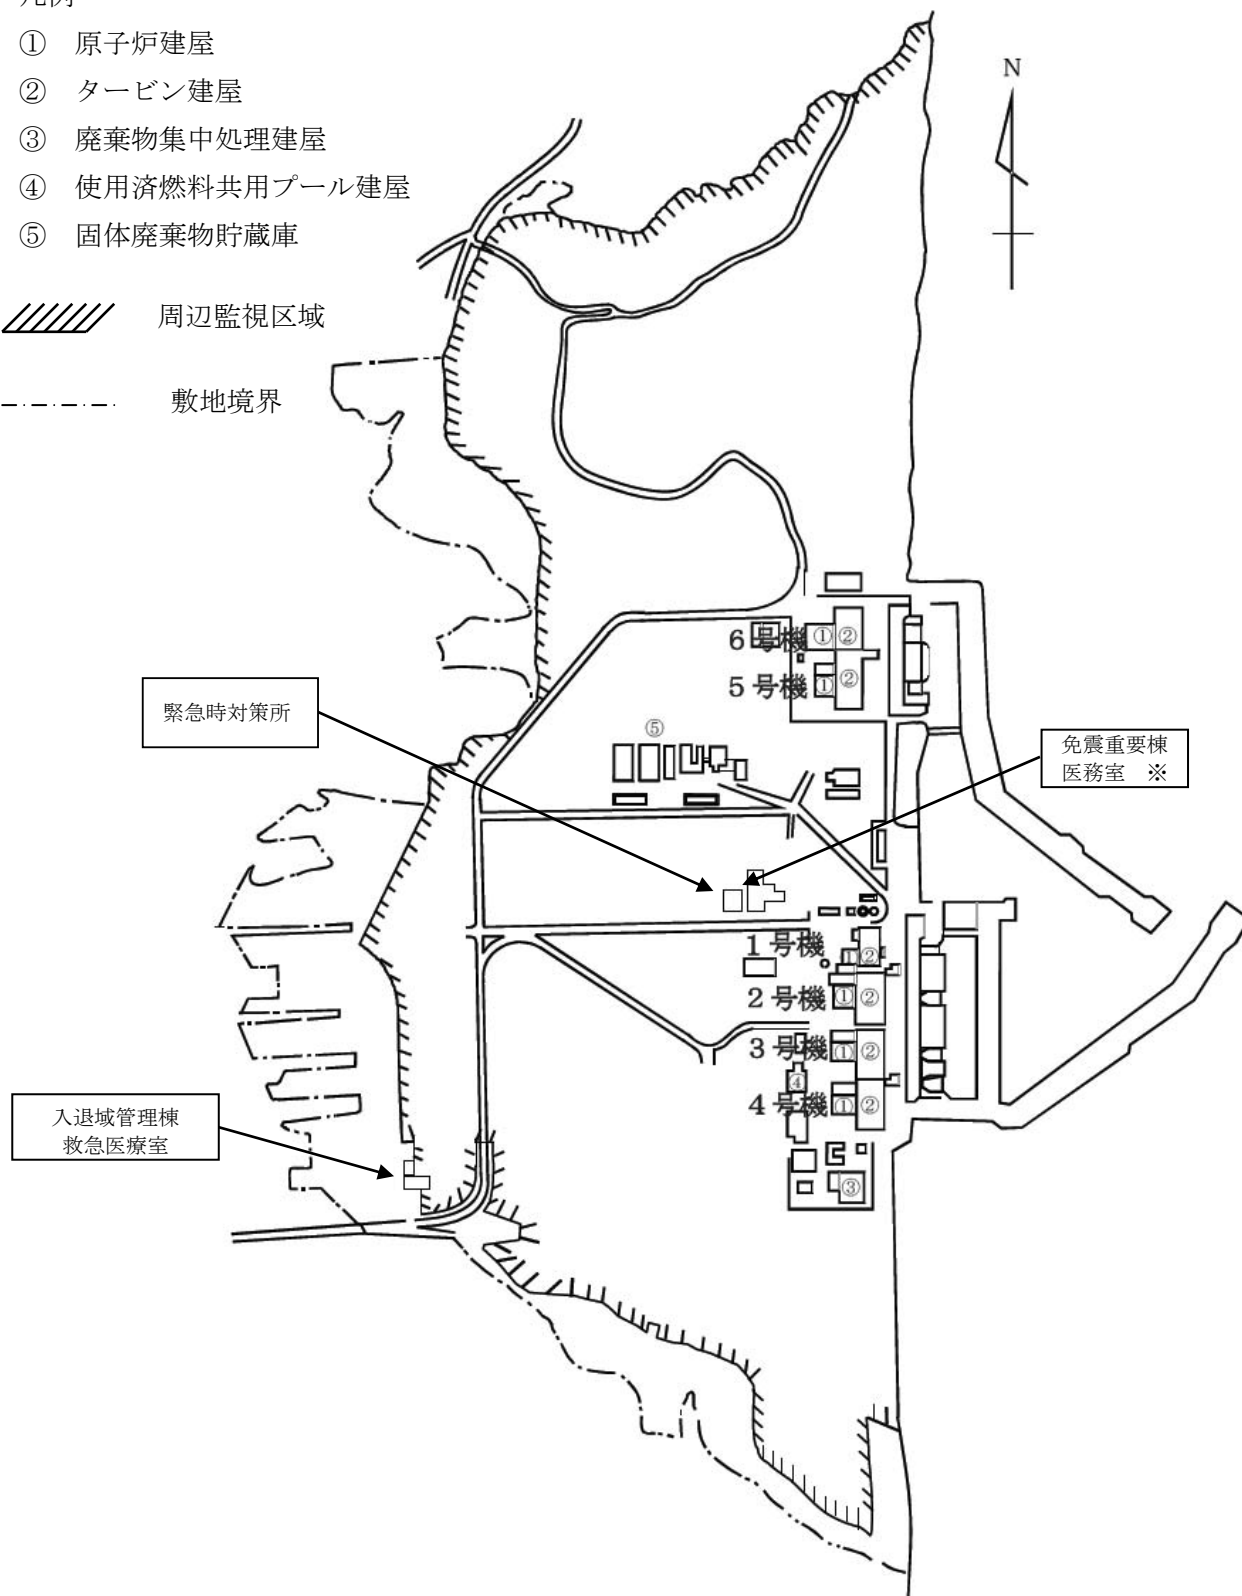 凡例
① 原子炉建屋
② タービン建屋
③ 廃棄物集中処理建屋
④ 使用済燃料共用プール建屋
⑤ 固体廃棄物貯蔵庫
周辺監視区域
敷地境界
N
6号機 ① ②
5号機 ① ②
緊急時対策所
⑤
免震重要棟
医務室 ※
1号機 ① ②
2号機 ① ②
3号機 ① ②
④
4号機 ① ②
入退域管理棟
救急医療室
③